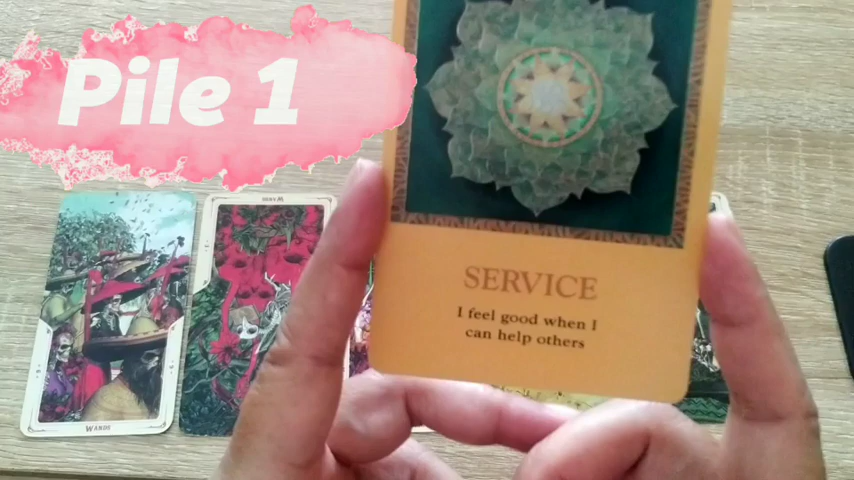 Pile 1
SERVICE
I feel good when I
can help others
WANDS